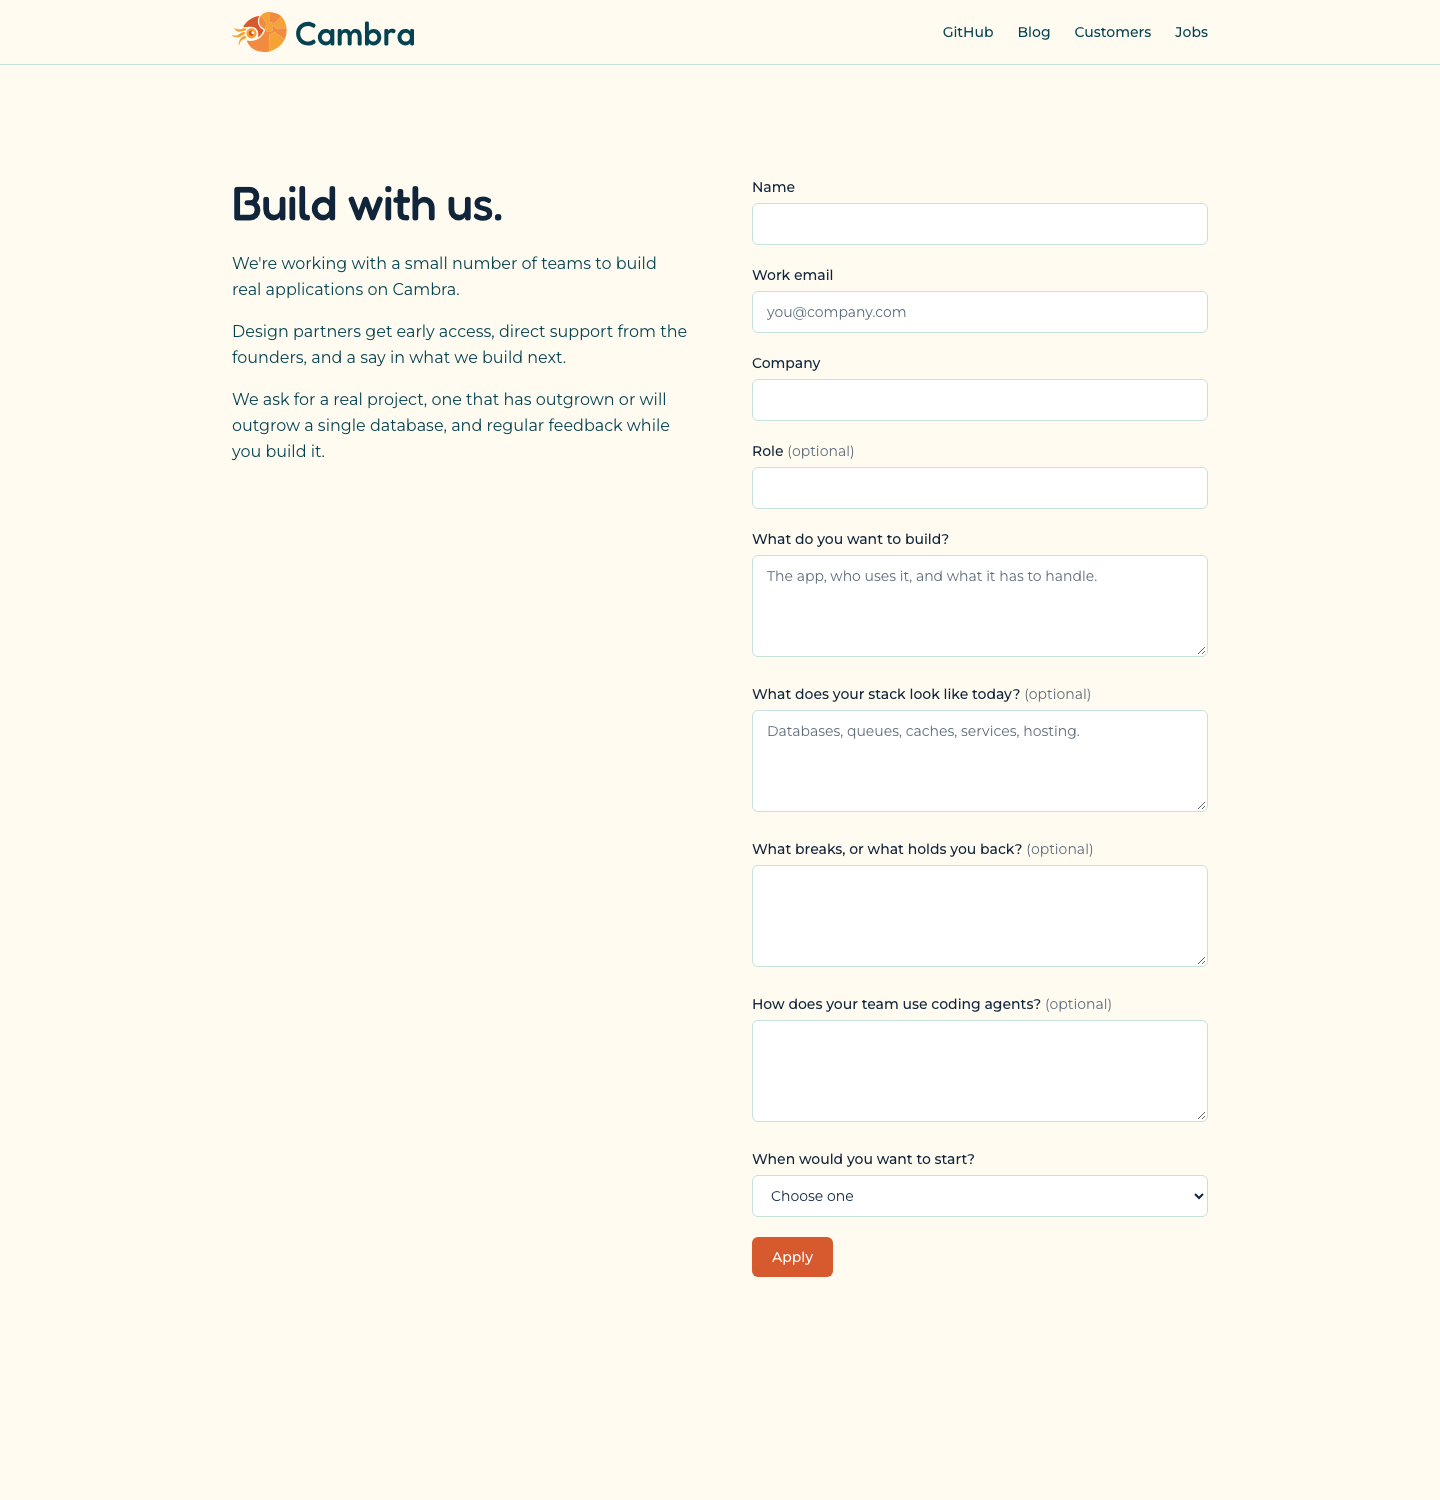 Cambra
GitHub Blog Customers Jobs
Build with us.
We're working with a small number of teams to build
real applications on Cambra.
Design partners get early access, direct support from the
founders, and a say in what we build next.
We ask for a real project, one that has outgrown or will
outgrow a single database, and regular feedback while
you build it.
Name
Work email
you@company.com
Company
Role (optional)
What do you want to build?
The app, who uses it, and what it has to handle.
What does your stack look like today? (optional)
Databases, queues, caches, services, hosting.
What breaks, or what holds you back? (optional)
How does your team use coding agents? (optional)
When would you want to start?
Choose one
Apply